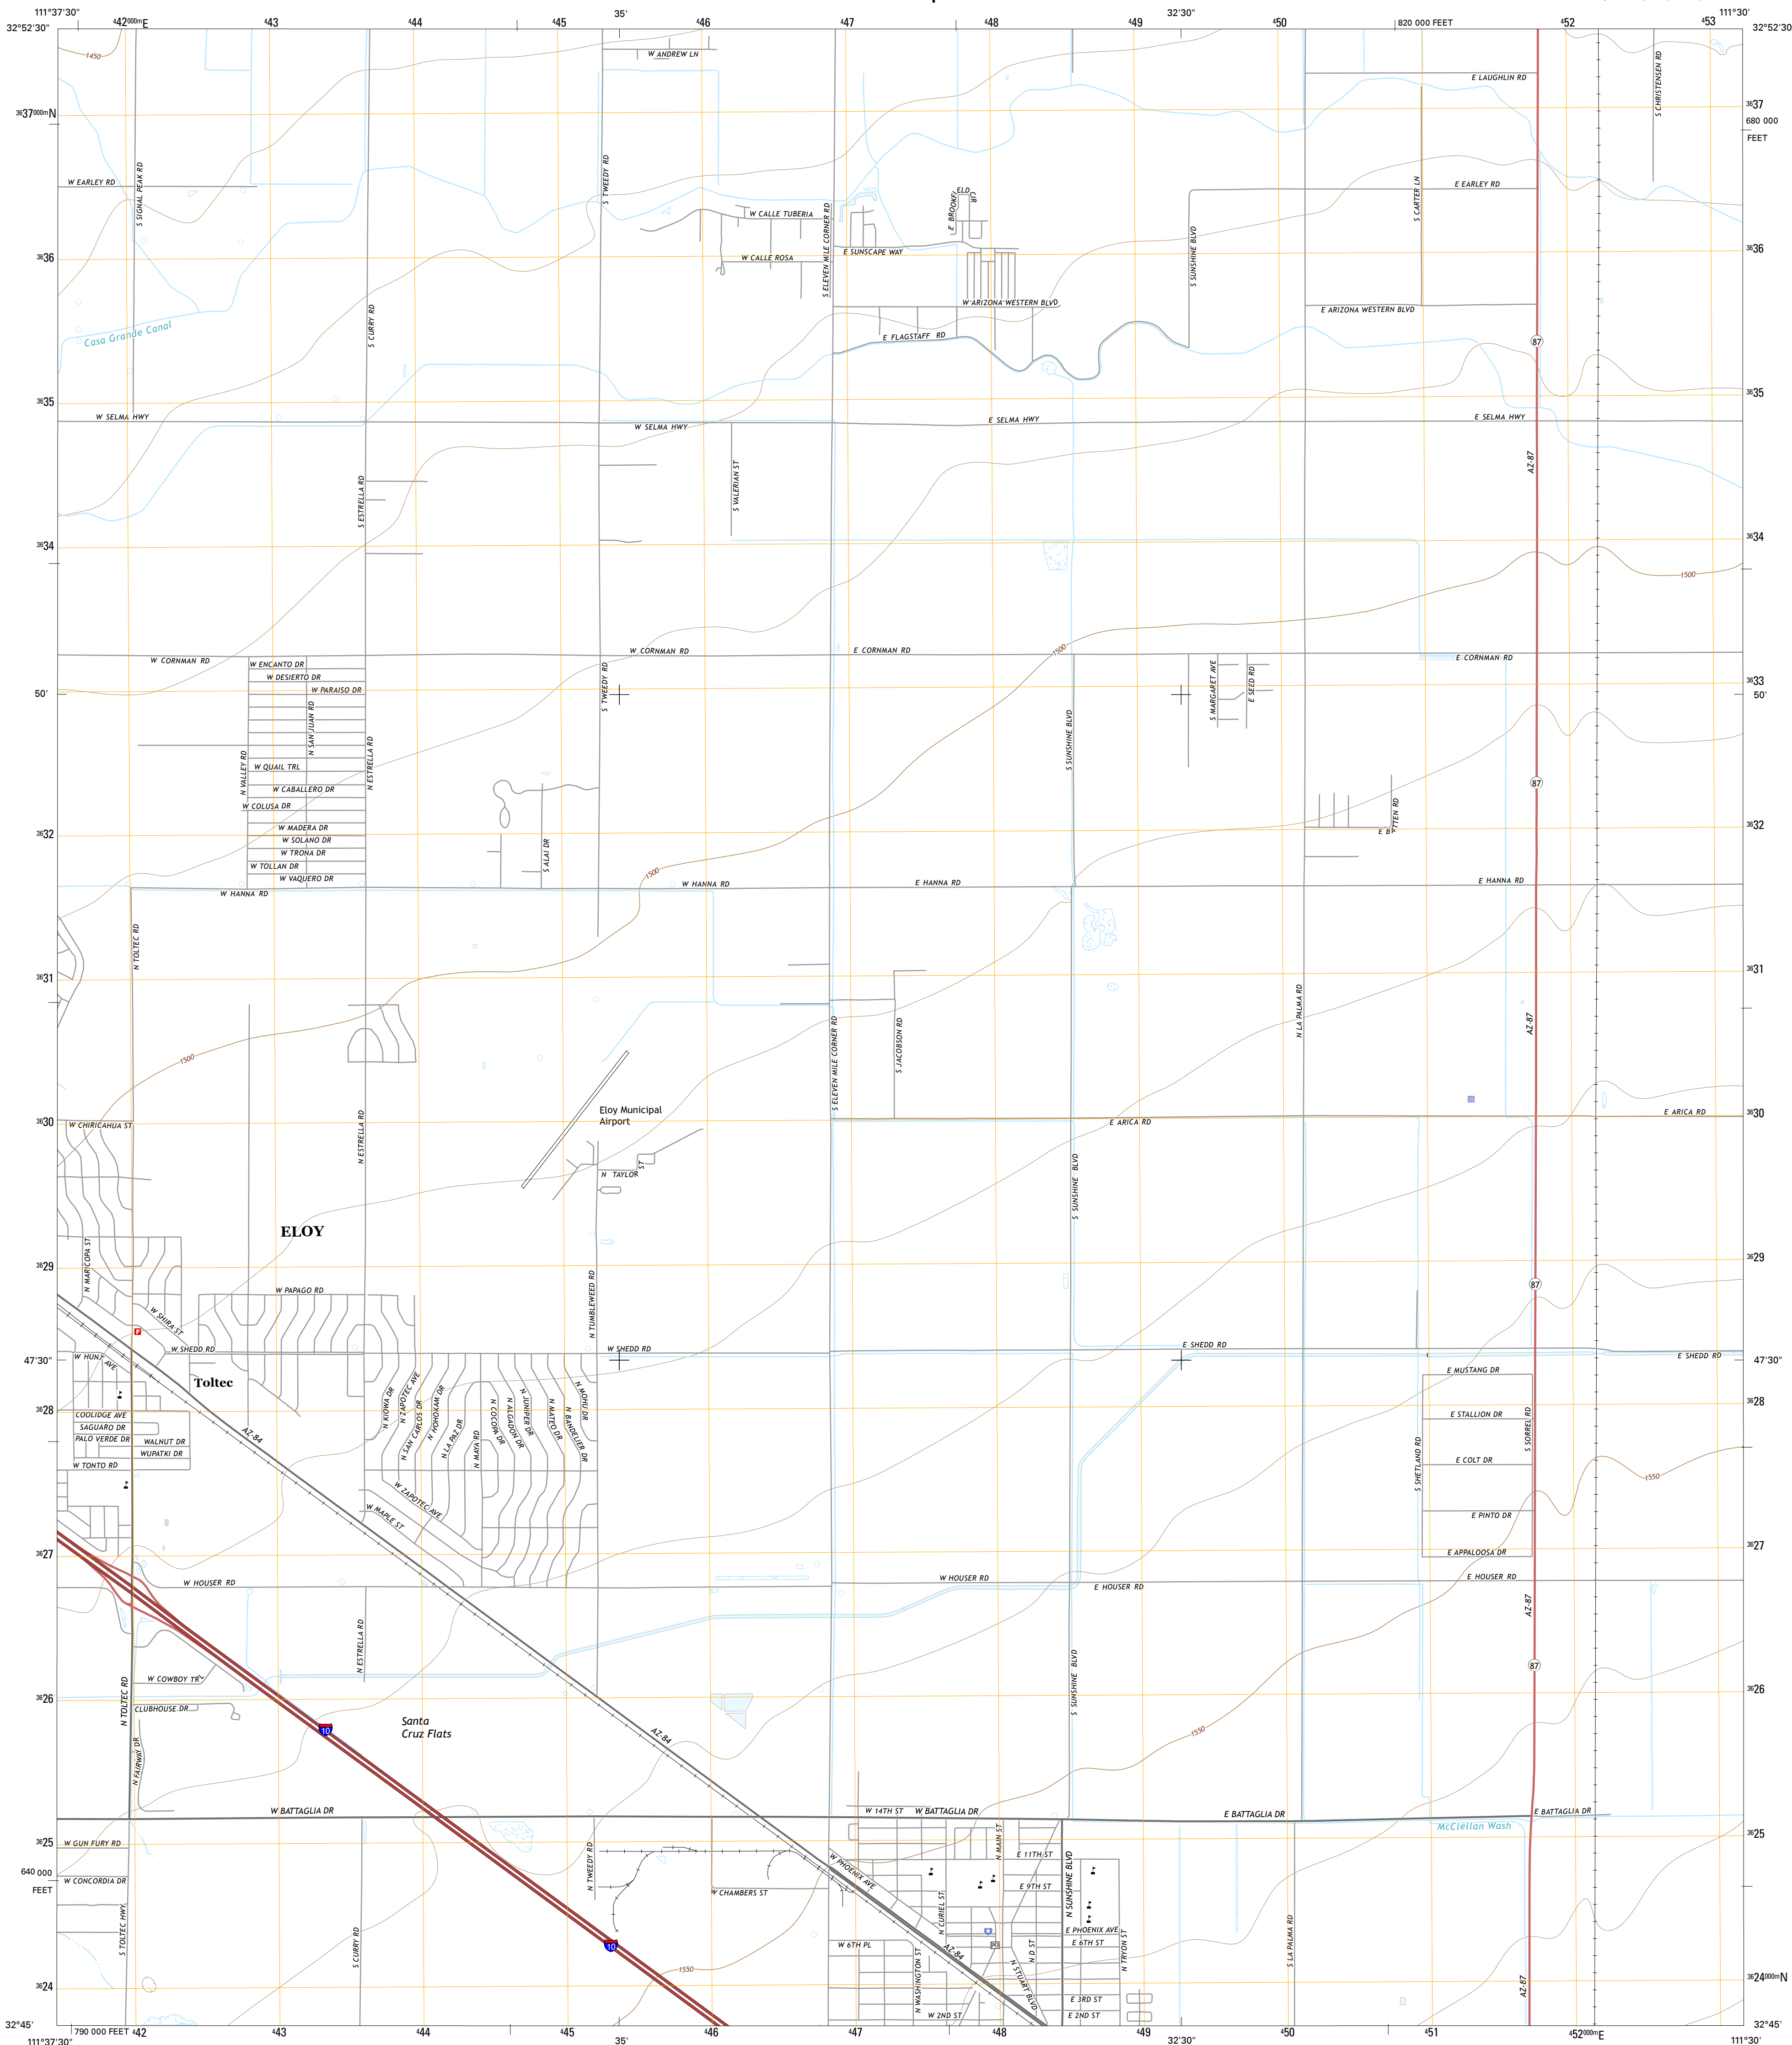 111°37'30"
442000mE
443
444
445
35'
446
447
448
449
32'30"
450
820 000 FEET
452
453
111°30'
32°52'30"
32°52'30"
1450
W ANDREW LN
E LAUGHLIN RD
S CHRISTENSEN RD
3637000mN
3637
680 000
FEET
W EARLEY RD
S SIGNAL PEAK RD
S TWEEDY RD
S ELEVEN MILE CORNER RD
W CALLE TUBERIA
W CALLE ROSA
E BROOKFIELD CIR
E SUNSCAPE WAY
S SUNSHINE BLVD
S CARTER LN
E EARLEY RD
3636
3636
W ARIZONA WESTERN BLVD
E ARIZONA WESTERN BLVD
Casa Grande Canal
S CURRY RD
E FLAGSTAFF RD
87
3635
3635
W SELMA HWY
W SELMA HWY
E SELMA HWY
E SELMA HWY
S ESTRELLA RD
S VALERIAN ST
AZ-87
3634
3634
1500
W CORNMAN RD
W CORNMAN RD
E CORNMAN RD
1500
E CORNMAN RD
W ENCANTO DR
W DESIERTO DR
W PARAISO DR
3633
50'
50'
N SAN JUAN RD
S TWEEDY RD
S SUNSHINE BLVD
S MARGARET AVE
E SEED RD
N VALLEY RD
N ESTRELLA RD
W QUAIL TRL
W CABALLERO DR
W COLUSA DR
W MADERA DR
W SOLANO DR
W TRONA DR
W TOLLAN DR
W VAQUERO DR
87
3632
3632
S ALAI DR
1500
W HANNA RD
W HANNA RD
E HANNA RD
E HANNA RD
N TOLTEC RD
3631
3631
1500
S ELEVEN MILE CORNER RD
S JACOBSON RD
N LA PALMA RD
AZ-87
Eloy Municipal
Airport
3630
3630
W CHIRICAHUA ST
N ESTRELLA RD
E ARICA RD
E ARICA RD
N TAYLOR ST
S SUNSHINE BLVD
ELOY
3629
3629
N MARICOPA ST
W PAPAGO RD
N TUMBLEWEED RD
87
W SHIRA ST
W SHEDD RD
W SHEDD RD
E SHEDD RD
E SHEDD RD
47'30"
47'30"
W HUNT AVE
Toltec
E MUSTANG DR
3628
3628
COOLIDGE AVE
SAGUARO DR
PALO VERDE DR
WALNUT DR
WUPATKI DR
W TONTO RD
AZ-84
N KIOWA DR
N ZAPOTEC AVE
N SAN CARLOS DR
N HOHOKAM DR
N LA PAZ DR
N MAYA RD
N COCOPA DR
N ALGADON DR
N JUNIPER DR
N MATEO DR
N BANDELIER DR
N MOHU DR
E STALLION DR
S SORREL RD
S SHETLAND RD
E COLT DR
1550
W ZAPOTEC AVE
W MAPLE ST
E PINTO DR
3627
3627
E APPALOOSA DR
W HOUSER RD
W HOUSER RD
E HOUSER RD
E HOUSER RD
AZ-87
N ESTRELLA RD
S SUNSHINE BLVD
87
W COWBOY TRL
N TOLTEC RD
3626
3626
CLUBHOUSE DR
N FAIRWAY DR
10
Santa
Cruz Flats
AZ-84
1550
W BATTAGLIA DR
W 14TH ST
W BATTAGLIA DR
E BATTAGLIA DR
E BATTAGLIA DR
McClellan Wash
3625
3625
W GUN FURY RD
N TWEEDY RD
W PHOENIX AVE
N MAIN ST
E 11TH ST
640 000
FEET
W CONCORDIA DR
W CHAMBERS ST
E 9TH ST
N SUNSHINE BLVD
N CURIEL ST
S TOLTEC HWY
S CURRY RD
10
E PHOENIX AVE
E 6TH ST
PO
W 6TH PL
AZ-84
N D ST
N TRYON ST
S LA PALMA RD
1550
N WASHINGTON ST
N STUART BLVD
AZ-87
3624
3624000mN
E 3RD ST
W 2ND ST
E 2ND ST
32°45'
32°45'
111°37'30"
790 000 FEET
442
443
444
445
35'
446
447
448
449
32'30"
450
451
452000mE
111°30'